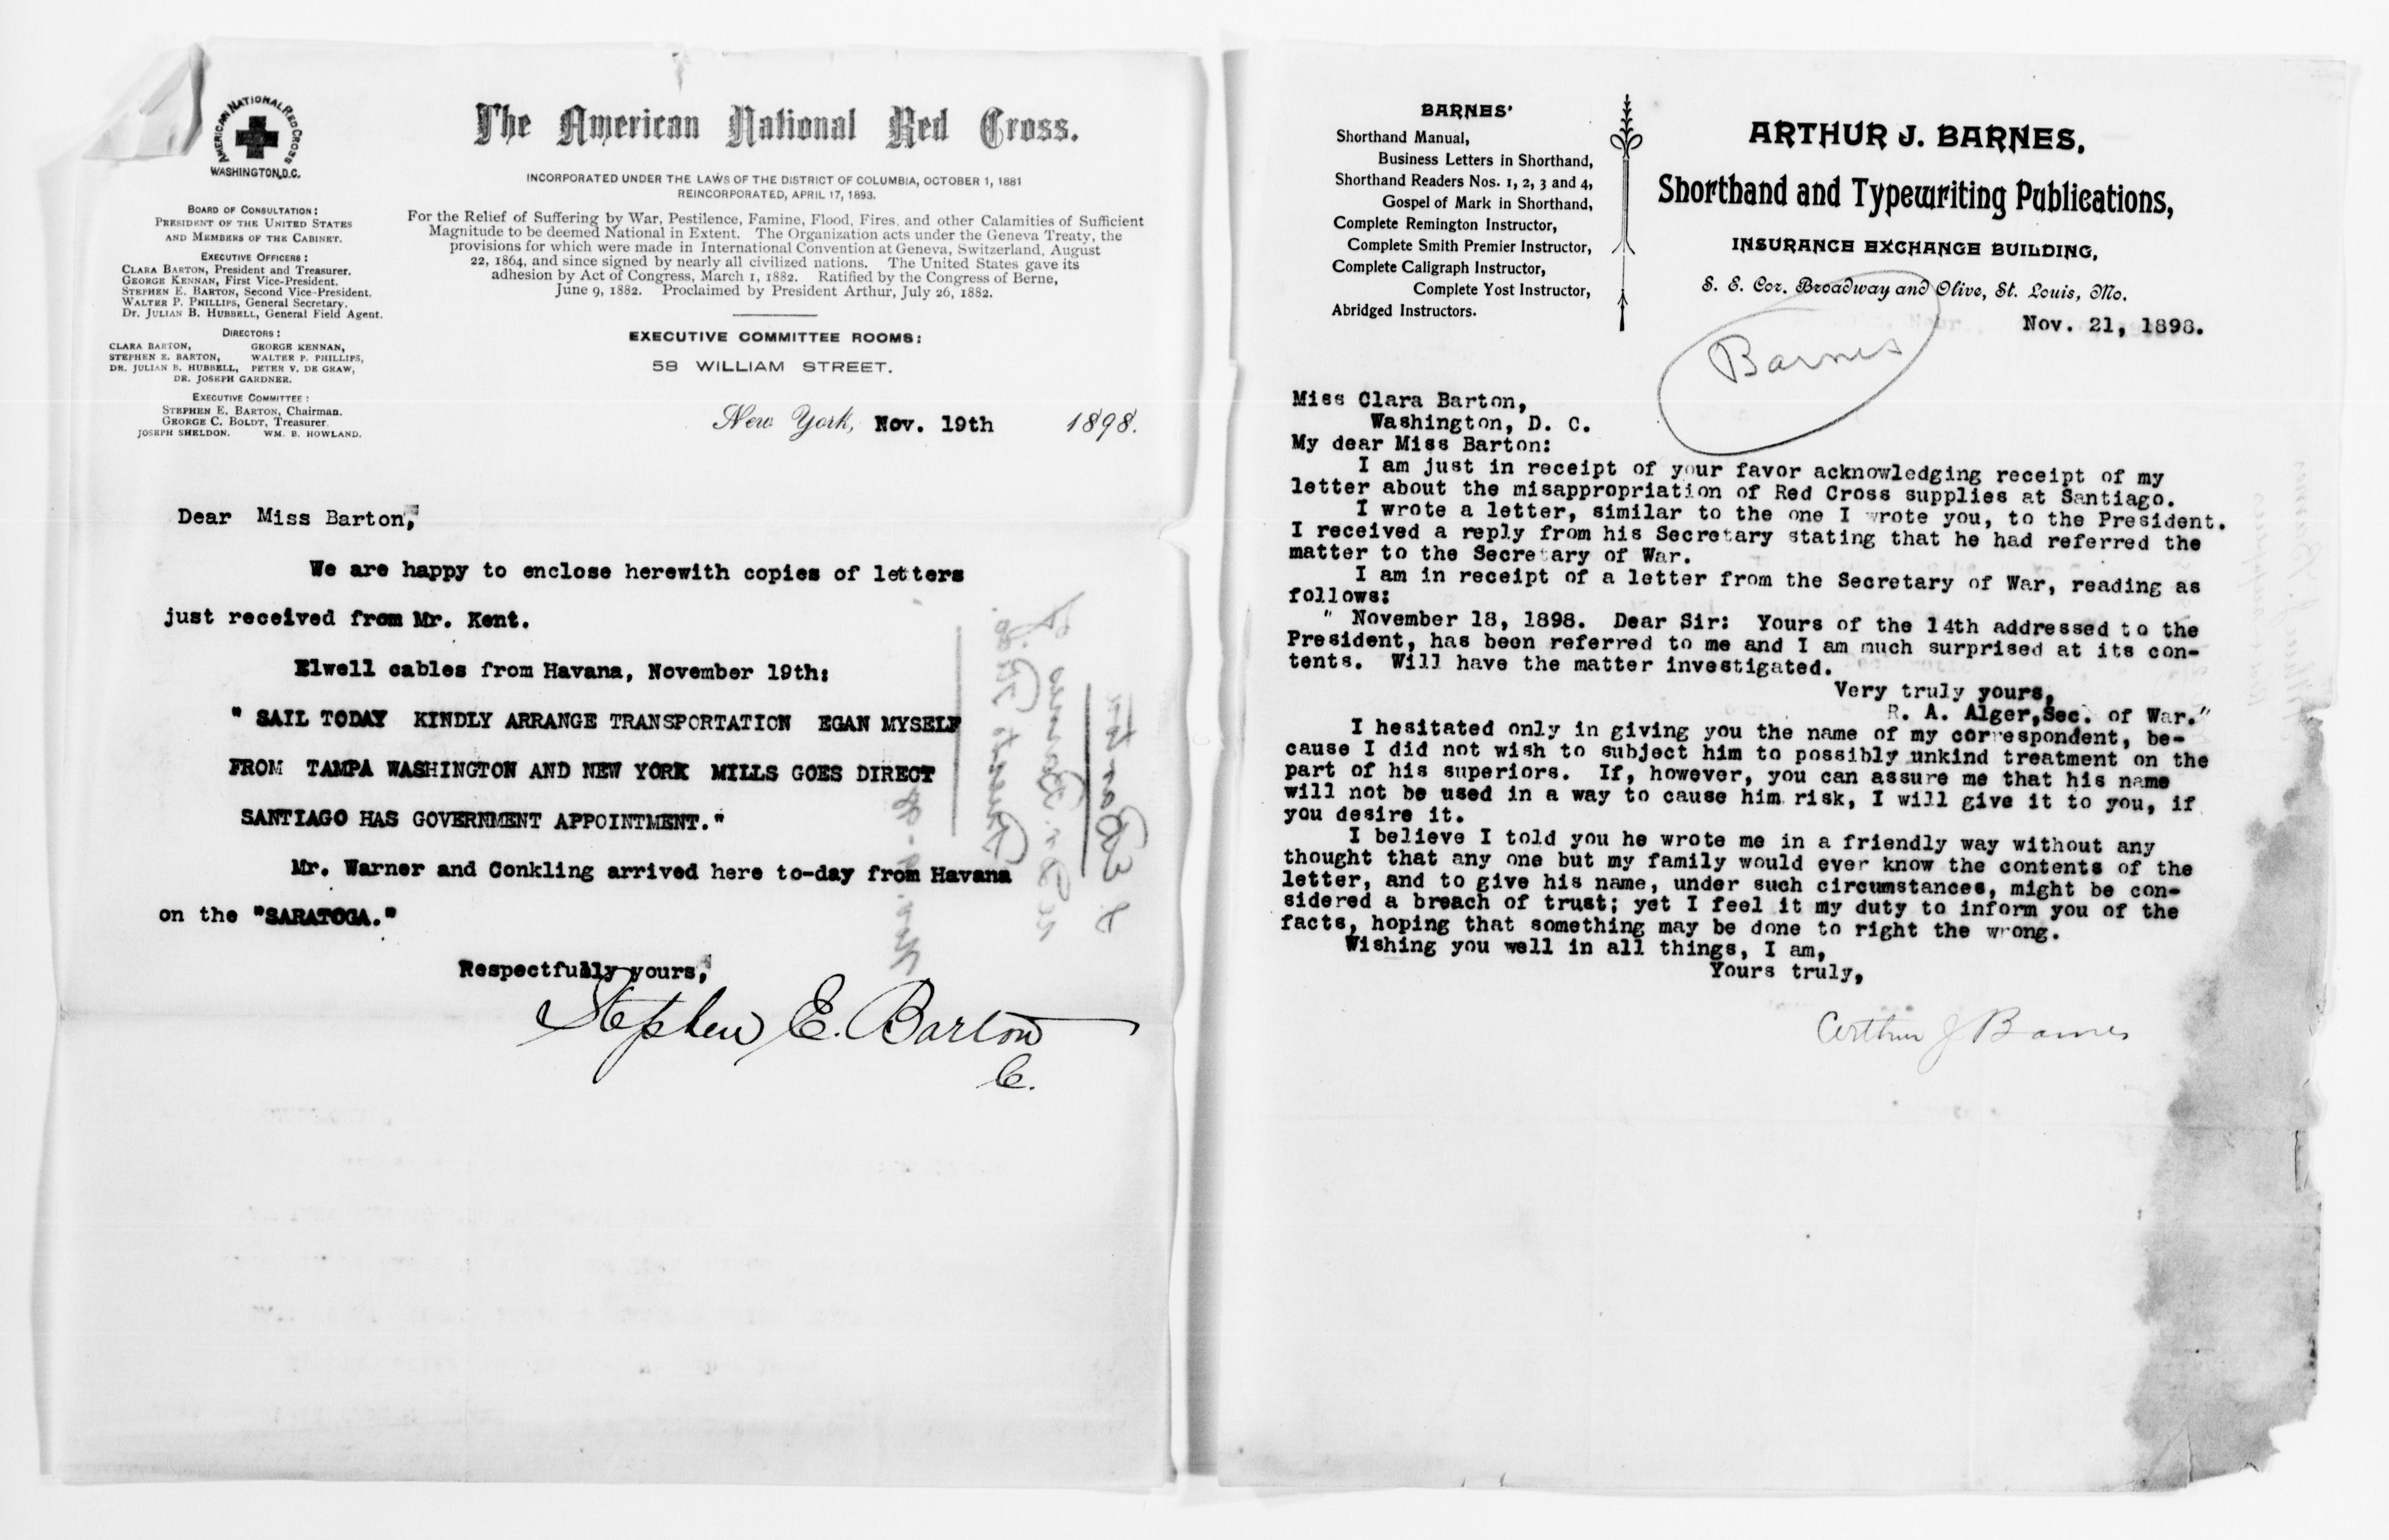 AMERICAN NATIONAL RED CROSS
WASHINGTON, D.C.
The American National Red Cross.
INCORPORATED UNDER THE LAWS OF THE DISTRICT OF COLUMBIA, OCTOBER 1, 1881
REINCORPORATED, APRIL 17, 1893.
For the Relief of Suffering by War, Pestilence, Famine, Flood, Fires, and other Calamities of Sufficient
Magnitude to be deemed National in Extent. The Organization acts under the Geneva Treaty, the
provisions for which were made in International Convention at Geneva, Switzerland, August
22, 1864, and since signed by nearly all civilized nations. The United States gave its
adhesion by Act of Congress, March 1, 1882. Ratified by the Congress of Berne,
June 9, 1882. Proclaimed by President Arthur, July 26, 1882.
BOARD OF CONSULTATION:
PRESIDENT OF THE UNITED STATES
AND MEMBERS OF THE CABINET.
EXECUTIVE OFFICERS:
CLARA BARTON, President and Treasurer.
GEORGE KENNAN, First Vice-President.
STEPHEN E. BARTON, Second Vice-President.
WALTER P. PHILLIPS, General Secretary.
Dr. JULIAN B. HUBBELL, General Field Agent.
DIRECTORS:
CLARA BARTON, GEORGE KENNAN,
STEPHEN E. BARTON, WALTER P. PHILLIPS,
DR. JULIAN B. HUBBELL, PETER V. DE GRAW,
DR. JOSEPH GARDNER.
EXECUTIVE COMMITTEE:
STEPHEN E. BARTON, Chairman.
GEORGE C. BOLDT, Treasurer.
JOSEPH SHELDON. WM. B. HOWLAND.
EXECUTIVE COMMITTEE ROOMS:
58 WILLIAM STREET.
New York, Nov. 19th 1898.
Dear Miss Barton,
We are happy to enclose herewith copies of letters
just received from Mr. Kent.
Elwell cables from Havana, November 19th:
" SAIL TODAY KINDLY ARRANGE TRANSPORTATION EGAN MYSELF
FROM TAMPA WASHINGTON AND NEW YORK MILLS GOES DIRECT
SANTIAGO HAS GOVERNMENT APPOINTMENT."
Mr. Warner and Conkling arrived here to-day from Havana
on the "SARATOGA."
Respectfully yours,
Stephen E. Barton
C.
BARNES'
Shorthand Manual,
Business Letters in Shorthand,
Shorthand Readers Nos. 1, 2, 3 and 4,
Gospel of Mark in Shorthand,
Complete Remington Instructor,
Complete Smith Premier Instructor,
Complete Caligraph Instructor,
Complete Yost Instructor,
Abridged Instructors.
ARTHUR J. BARNES,
Shorthand and Typewriting Publications,
INSURANCE EXCHANGE BUILDING,
S. E. Cor. Broadway and Olive, St. Louis, Mo.
Nov. 21, 1898.
Barnes
Miss Clara Barton,
Washington, D. C.
My dear Miss Barton:
I am just in receipt of your favor acknowledging receipt of my
letter about the misappropriation of Red Cross supplies at Santiago.
I wrote a letter, similar to the one I wrote you, to the President.
I received a reply from his Secretary stating that he had referred the
matter to the Secretary of War.
I am in receipt of a letter from the Secretary of War, reading as
follows:
" November 18, 1898. Dear Sir: Yours of the 14th addressed to the
President, has been referred to me and I am much surprised at its con-
tents. Will have the matter investigated.
Very truly yours,
R. A. Alger,Sec. of War."
I hesitated only in giving you the name of my correspondent, be-
cause I did not wish to subject him to possibly unkind treatment on the
part of his superiors. If, however, you can assure me that his name
will not be used in a way to cause him risk, I will give it to you, if
you desire it.
I believe I told you he wrote me in a friendly way without any
thought that any one but my family would ever know the contents of the
letter, and to give his name, under such circumstances, might be con-
sidered a breach of trust; yet I feel it my duty to inform you of the
facts, hoping that something may be done to right the wrong.
Wishing you well in all things, I am,
Yours truly,
Arthur J Barnes